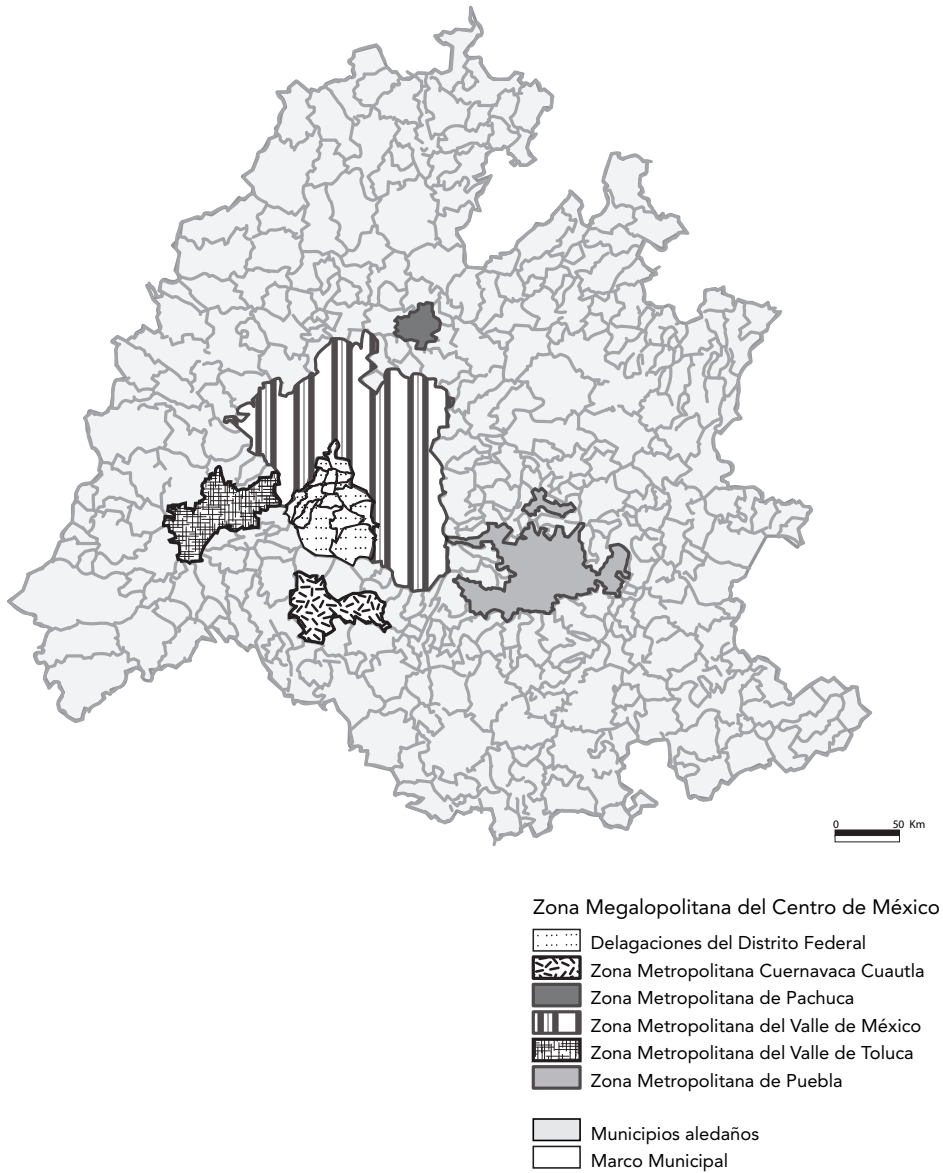 0 50 Km
Zona Megalopolitana del Centro de México
Delagaciones del Distrito Federal
Zona Metropolitana Cuernavaca Cuautla
Zona Metropolitana de Pachuca
Zona Metropolitana del Valle de México
Zona Metropolitana del Valle de Toluca
Zona Metropolitana de Puebla
Municipios aledaños
Marco Municipal